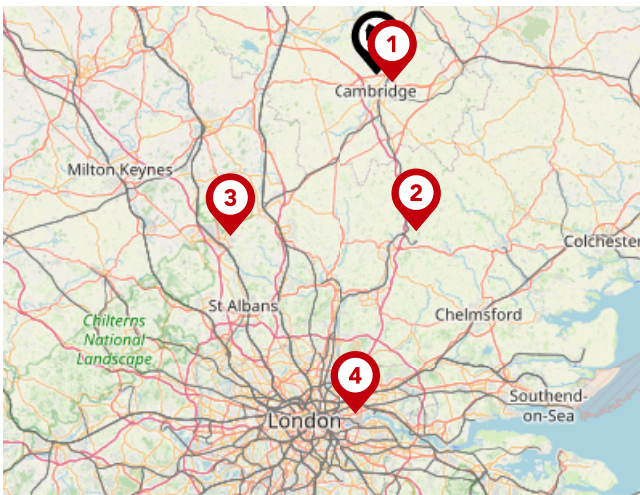 1
Cambridge
Milton Keynes
3
2
Colchester
St Albans
Chilterns
National
Landscape
Chelmsford
4
Southend-
on-Sea
London